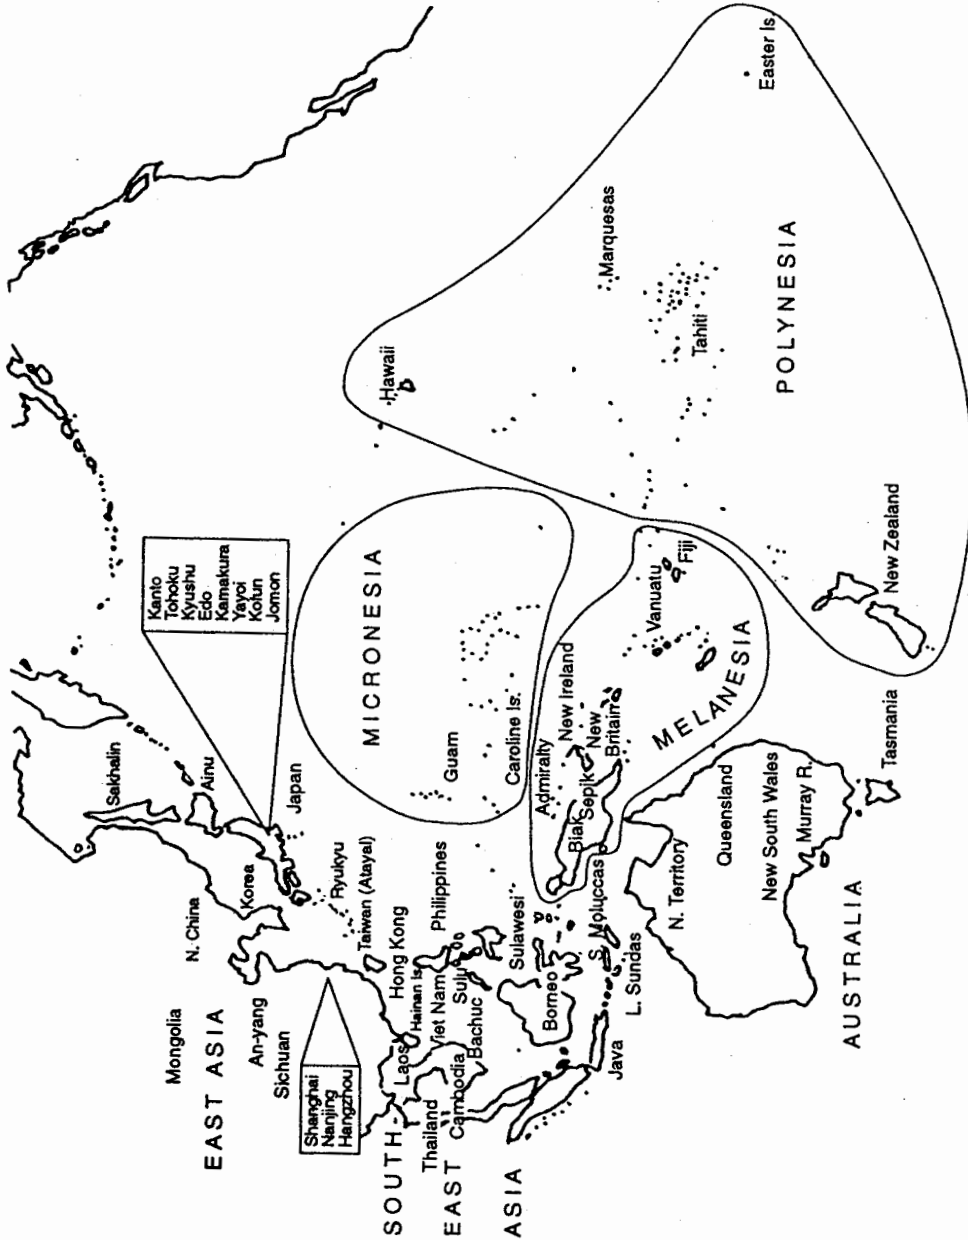 Mongolia
N. China
Sakhalin
EAST ASIA
An-yang
Korea
Ainu
Sichuan
Japan
Kanto
Tohoku
Kyushu
Edo
Kamakura
Yayoi
Kofun
Jomon
Shanghai
Nanjing
Hangzhou
Ryukyu
Taiwan (Atayal)
MICRONESIA
Hawaii
SOUTH-
EAST
ASIA
Laos
Hong Kong
Hainan Is.
Thailand
Viet Nam
Philippines
Guam
Cambodia
Sulu
Bachuc
Caroline Is.
Sulawesi
Borneo
Admiralty
New Ireland
Biak
Sepik
New
Britain
S. Moluccas
Java
L. Sundas
Vanuatu
Fiji
MELANESIA
Marquesas
Tahiti
Easter Is.
POLYNESIA
N. Territory
Queensland
New South Wales
Murray R.
AUSTRALIA
Tasmania
New Zealand